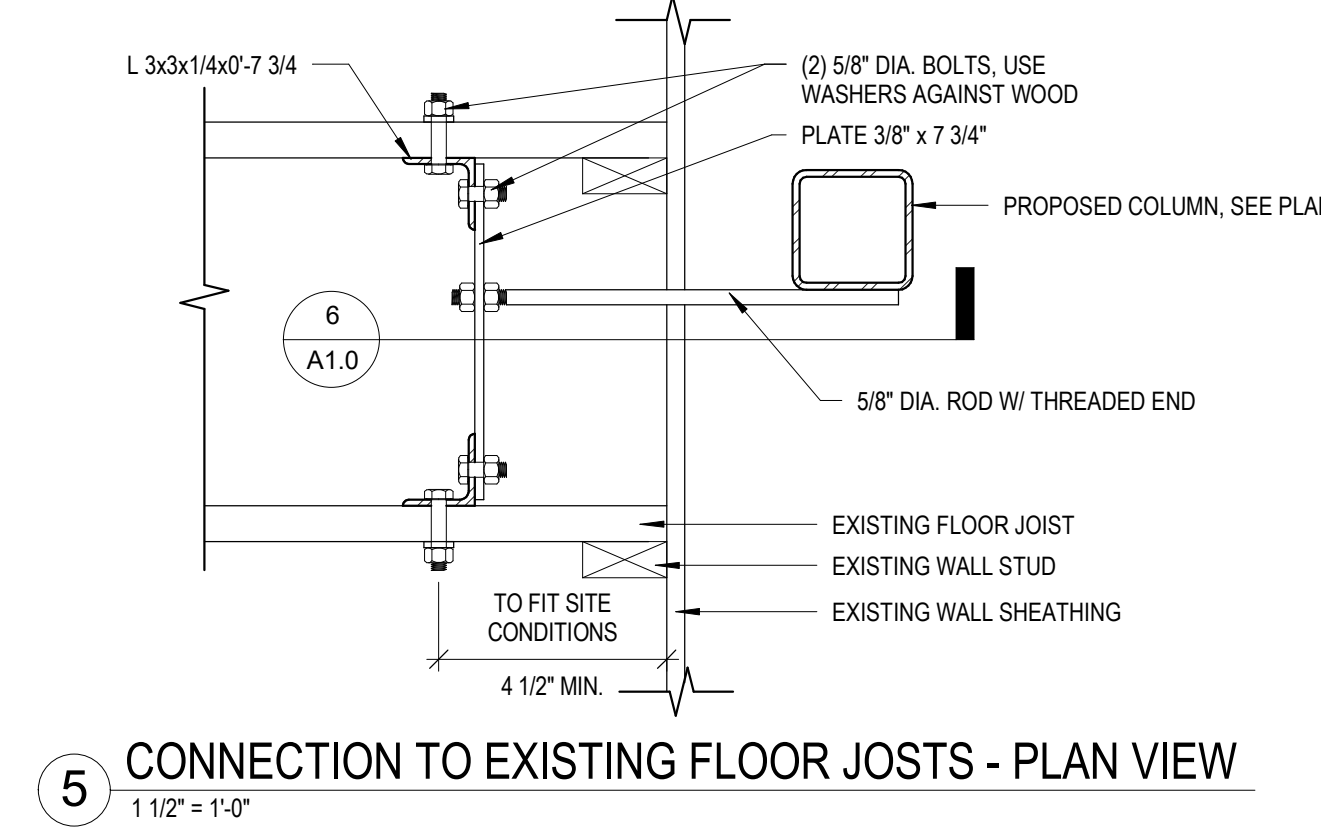 L 3x3x1/4x0'-7 3/4
(2) 5/8" DIA. BOLTS, USE
WASHERS AGAINST WOOD
PLATE 3/8" x 7 3/4"
PROPOSED COLUMN, SEE PLA
6
A1.0
5/8" DIA. ROD W/ THREADED END
EXISTING FLOOR JOIST
EXISTING WALL STUD
EXISTING WALL SHEATHING
TO FIT SITE
CONDITIONS
4 1/2" MIN.
5
CONNECTION TO EXISTING FLOOR JOSTS - PLAN VIEW
1 1/2" = 1'-0"